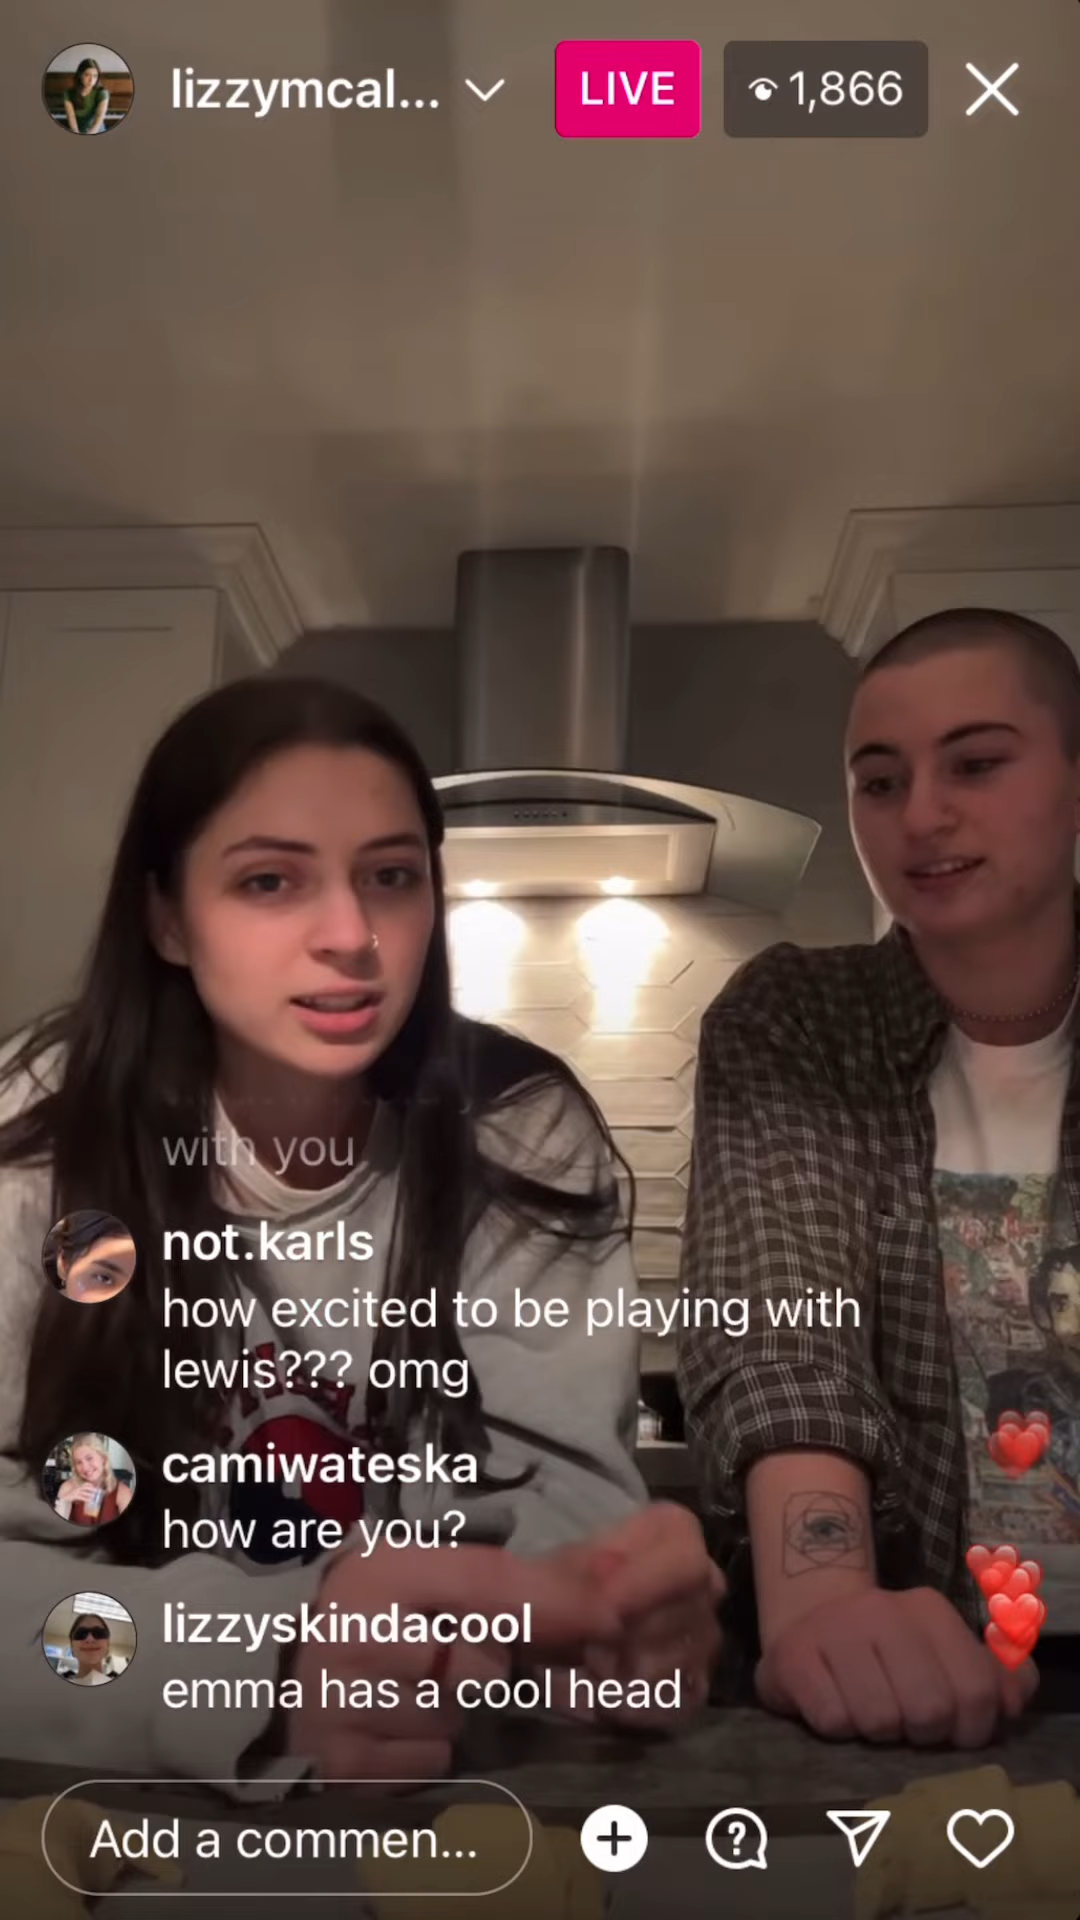 lizzymcal...
LIVE
1,866
with you
not.karls
how excited to be playing with
lewis??? omg
camiwateska
how are you?
lizzyskindacool
emma has a cool head
Add a commen...